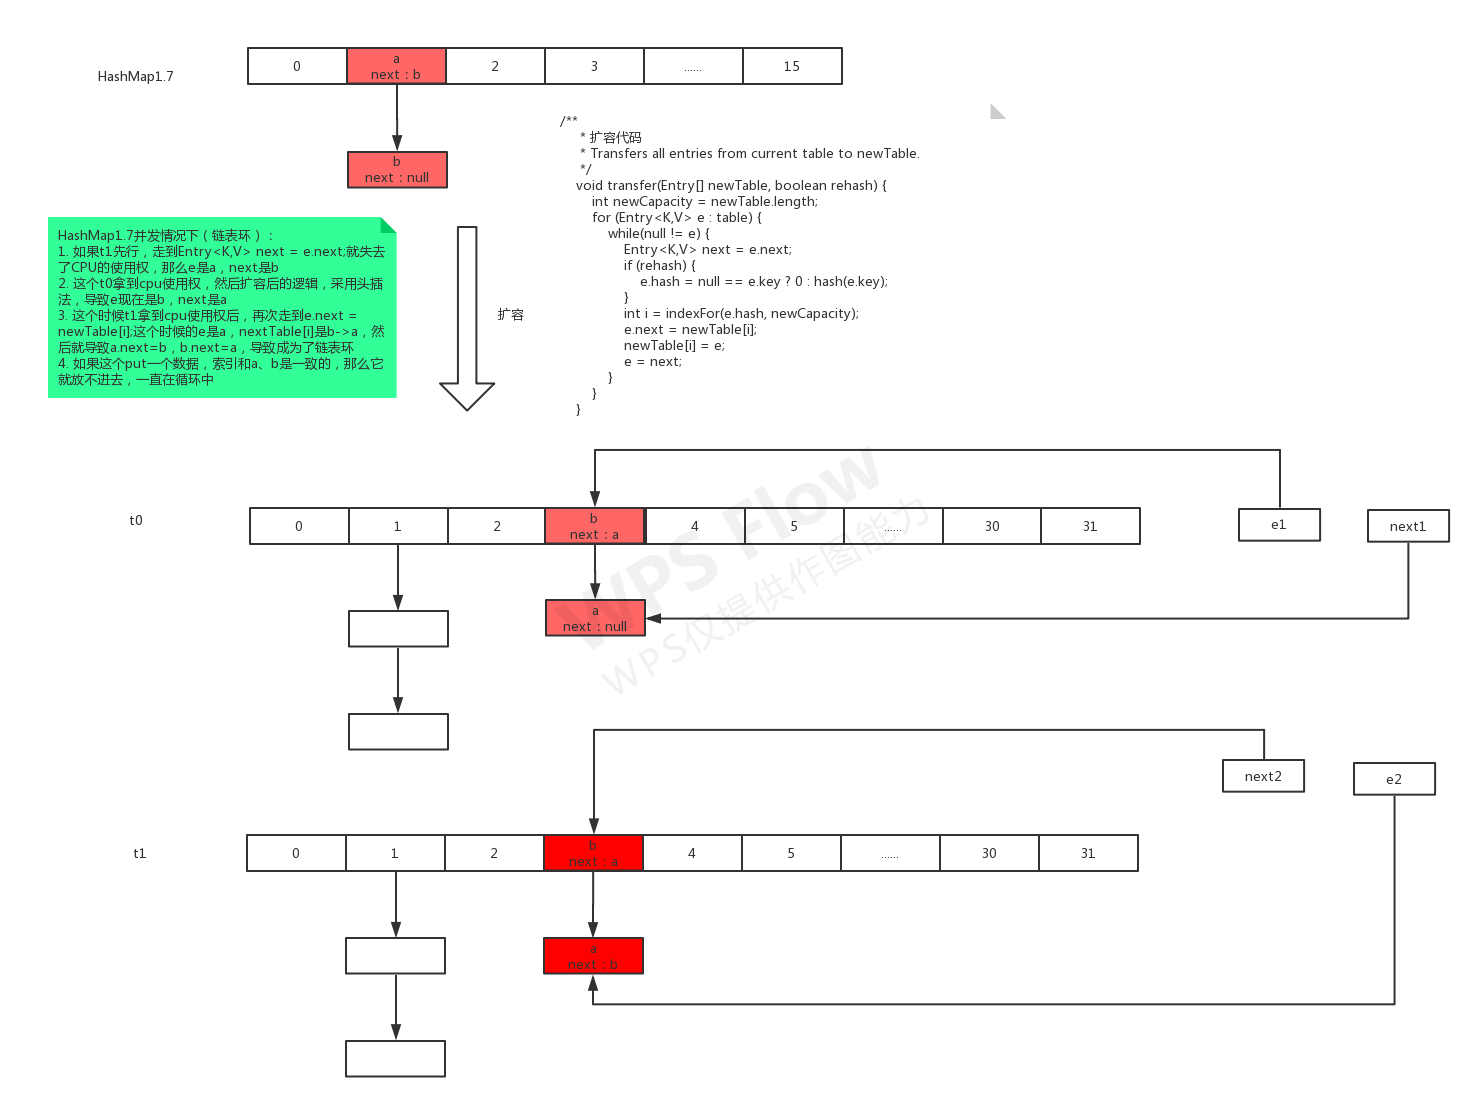 HashMap1.7
0
a
next : b
2
3
......
15
b
next : null
/**
* 扩容代码
* Transfers all entries from current table to newTable.
*/
void transfer(Entry[] newTable, boolean rehash) {
int newCapacity = newTable.length;
for (Entry<K,V> e : table) {
while(null != e) {
Entry<K,V> next = e.next;
if (rehash) {
e.hash = null == e.key ? 0 : hash(e.key);
}
int i = indexFor(e.hash, newCapacity);
e.next = newTable[i];
newTable[i] = e;
e = next;
}
}
}
HashMap1.7并发情况下（链表环）：
1. 如果t1先行，走到Entry<K,V> next = e.next;就失去
了CPU的使用权，那么e是a，next是b
2. 这个t0拿到cpu使用权，然后扩容后的逻辑，采用头插
法，导致e现在是b，next是a
3. 这个时候t1拿到cpu使用权后，再次走到e.next =
newTable[i];这个时候的e是a，nextTable[i]是b->a，然
后就导致a.next=b，b.next=a，导致成为了链表环
4. 如果这个put一个数据，索引和a、b是一致的，那么它
就放不进去，一直在循环中
扩容
t0
0
1
2
b
next : a
4
5
......
30
31
e1
next1
a
next : null
WPS Flow
WPS仅提供作图能力
next2
e2
t1
0
1
2
b
next : a
4
5
......
30
31
a
next : b